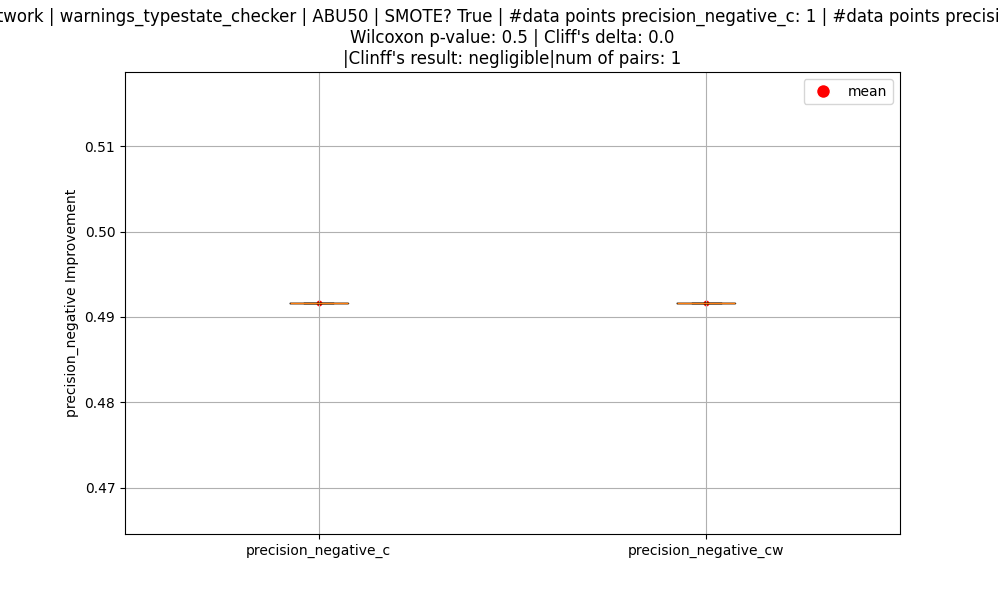 | warnings_typestate_checker | ABU50 | SMOTE? True | #data points precision_negative_c: 1 | #data points
Wilcoxon p-value: 0.5 | Cliff's delta: 0.0
|Clinff's result: negligible|num of pairs: 1
mean
0.51
0.50
0.49
0.48
0.47
precision_negative Improvement
precision_negative_c
precision_negative_cw